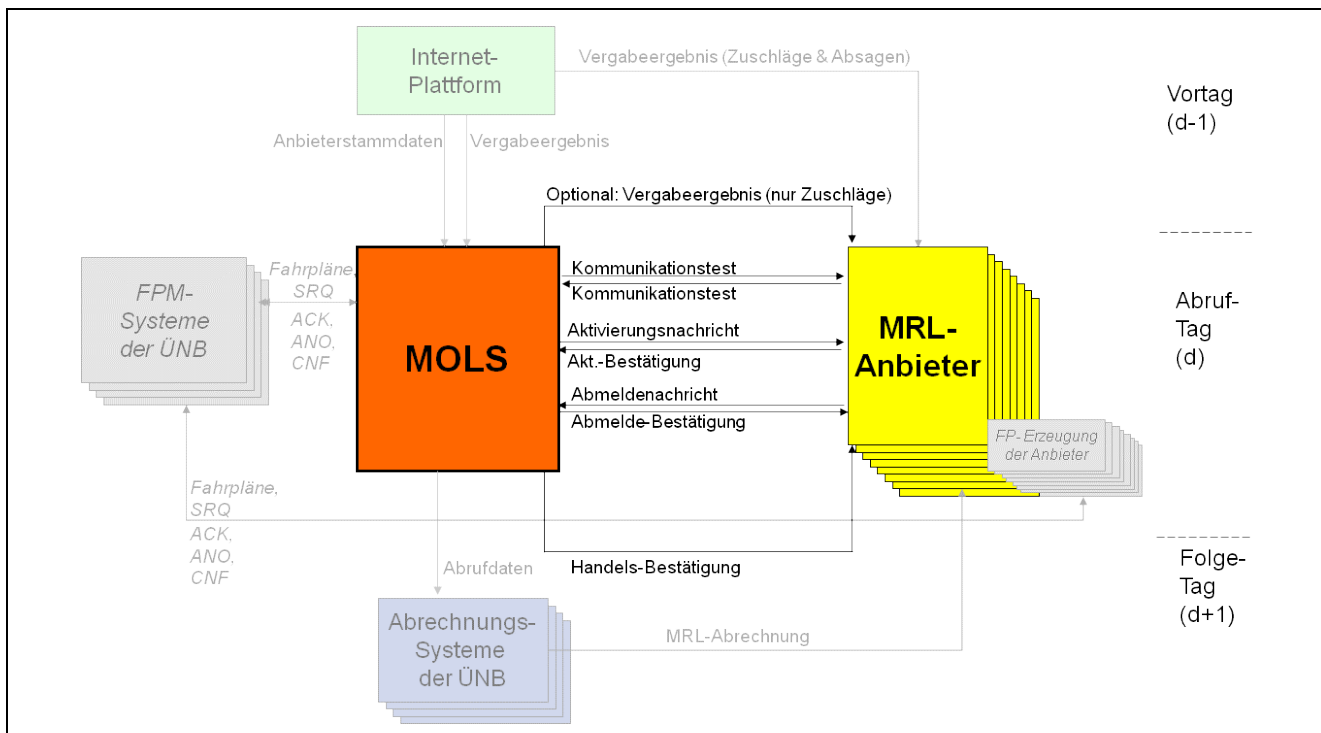 Internet-
Plattform
Vergabeergebnis (Zuschläge & Absagen)
Vortag
(d-1)
Anbieterstammdaten
Vergabeergebnis
Optional: Vergabeergebnis (nur Zuschläge)
FPM-
Systeme
der ÜNB
Fahrpläne,
SRQ
ACK,
ANO,
CNF
MOLS
Kommunikationstest
Kommunikationstest
Aktivierungsnachricht
Akt.-Bestätigung
Abmeldenachricht
Abmelde-Bestätigung
MRL-
Anbieter
Abruf-
Tag
(d)
FP- Erzeugung
der Anbieter
Fahrpläne,
SRQ
ACK,
ANO,
CNF
Abrufdaten
Handels-Bestätigung
Folge-
Tag
(d+1)
Abrechnungs-
Systeme
der ÜNB
MRL-Abrechnung